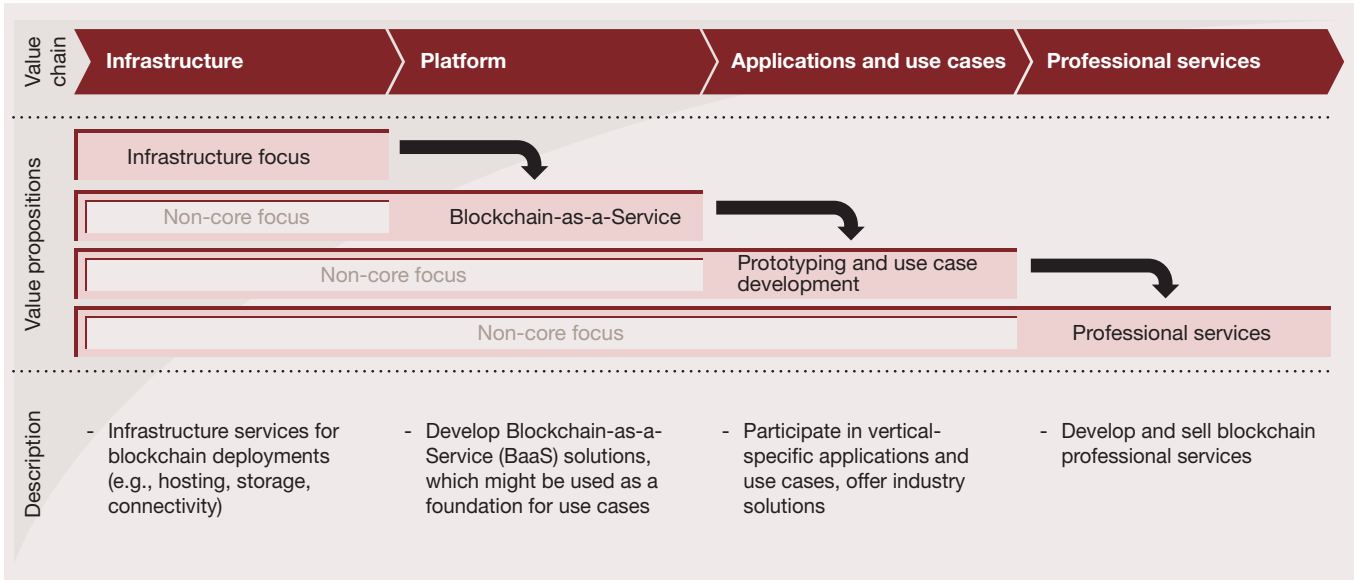 Value
chain
Infrastructure
Platform
Applications and use cases
Professional services
Value propositions
Infrastructure focus
Non-core focus
Blockchain-as-a-Service
Non-core focus
Prototyping and use case
development
Non-core focus
Professional services
Description
- Infrastructure services for
blockchain deployments
(e.g., hosting, storage,
connectivity)
- Develop Blockchain-as-a-
Service (BaaS) solutions,
which might be used as a
foundation for use cases
- Participate in vertical-
specific applications and
use cases, offer industry
solutions
- Develop and sell blockchain
professional services